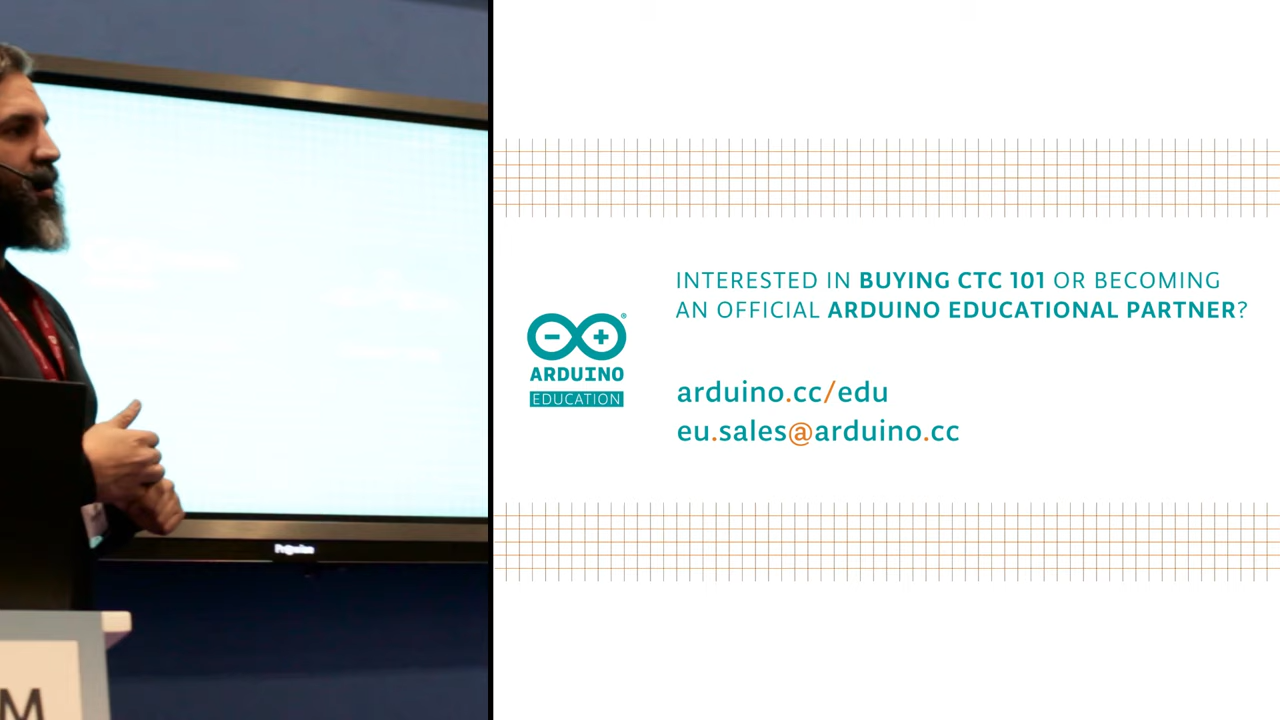 INTERESTED IN BUYING CTC 101 OR BECOMING
AN OFFICIAL ARDUINO EDUCATIONAL PARTNER?
ARDUINO
EDUCATION
arduino.cc/edu
eu.sales@arduino.cc
M